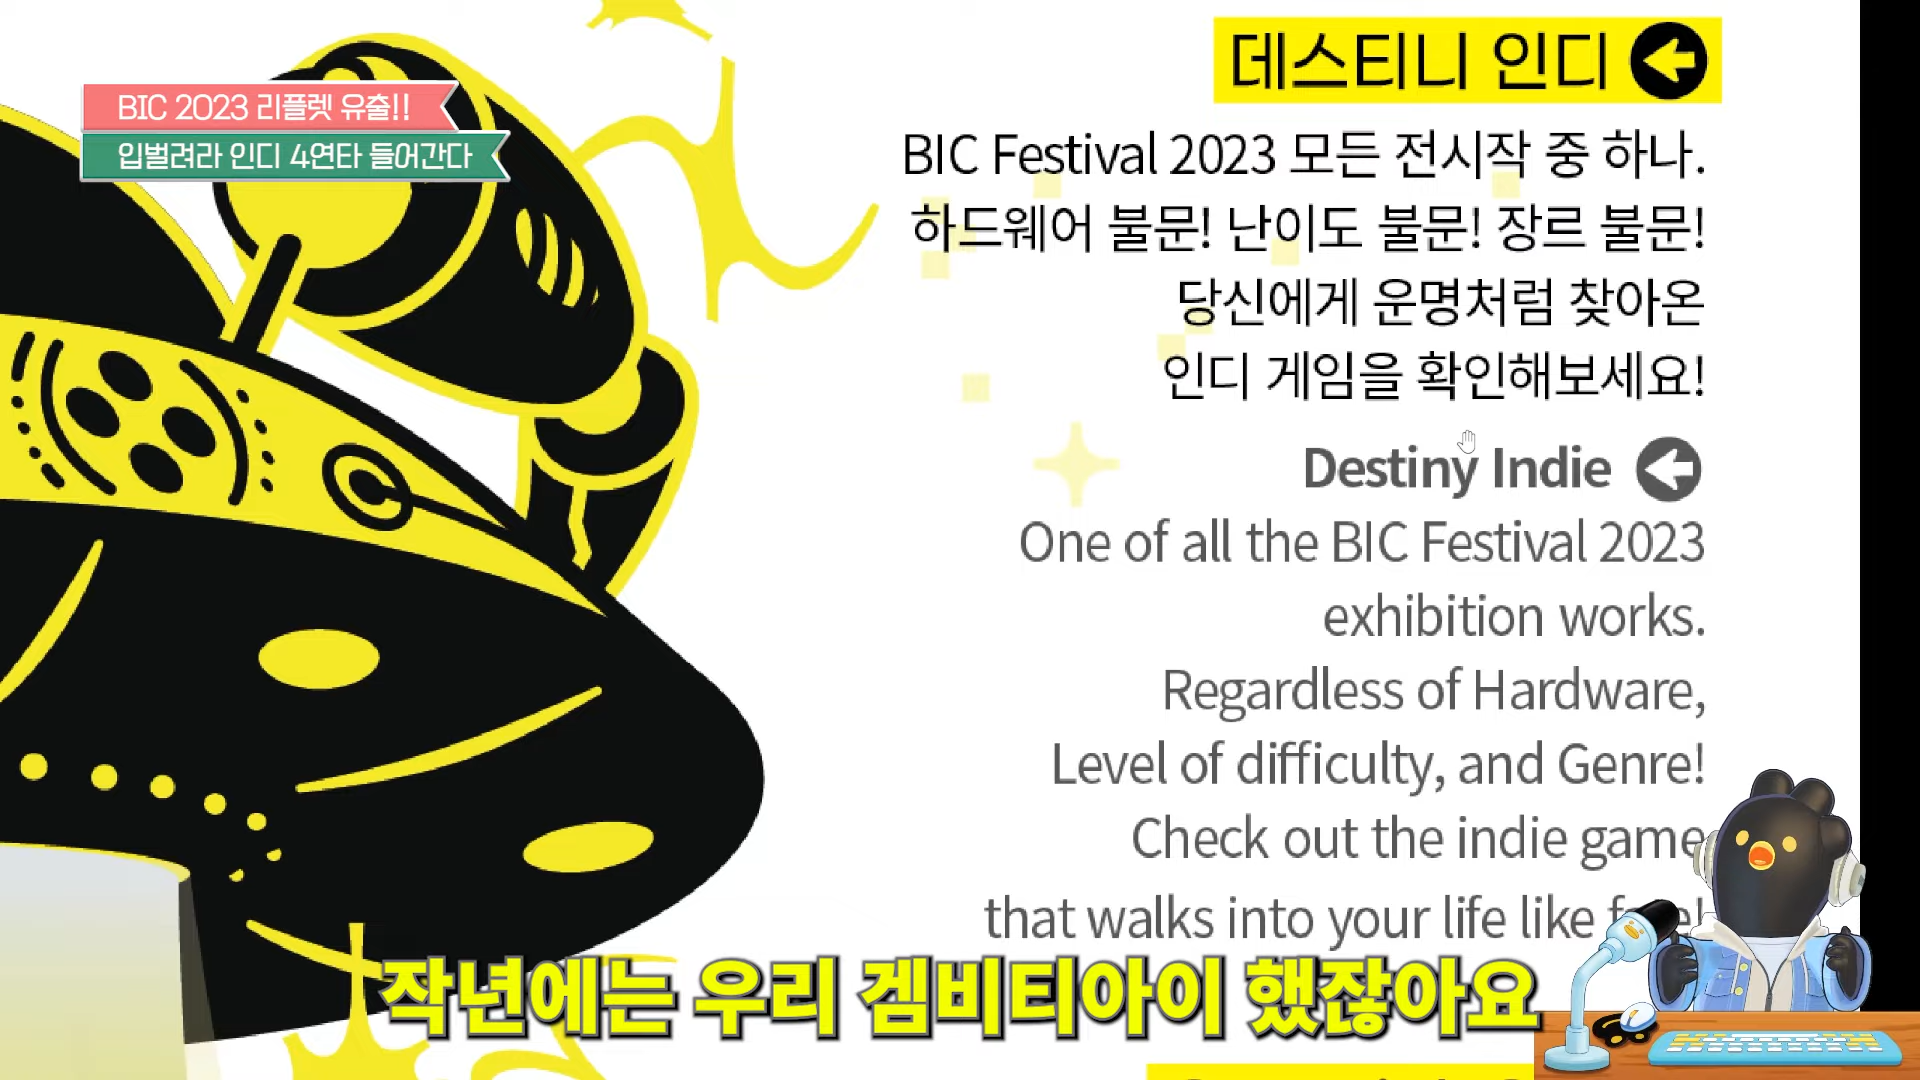 BIC 2023 리플렛 유출!!
입벌려라 인디 4연타 들어간다
데스티니 인디
BIC Festival 2023 모든 전시작 중 하나.
하드웨어 불문! 난이도 불문! 장르 불문!
당신에게 운명처럼 찾아온
인디 게임을 확인해보세요!
Destiny Indie
One of all the BIC Festival 2023
exhibition works.
Regardless of Hardware,
Level of difficulty, and Genre!
Check out the indie game
that walks into your life like
작년에는 우리 겜비티아이 했잖아요